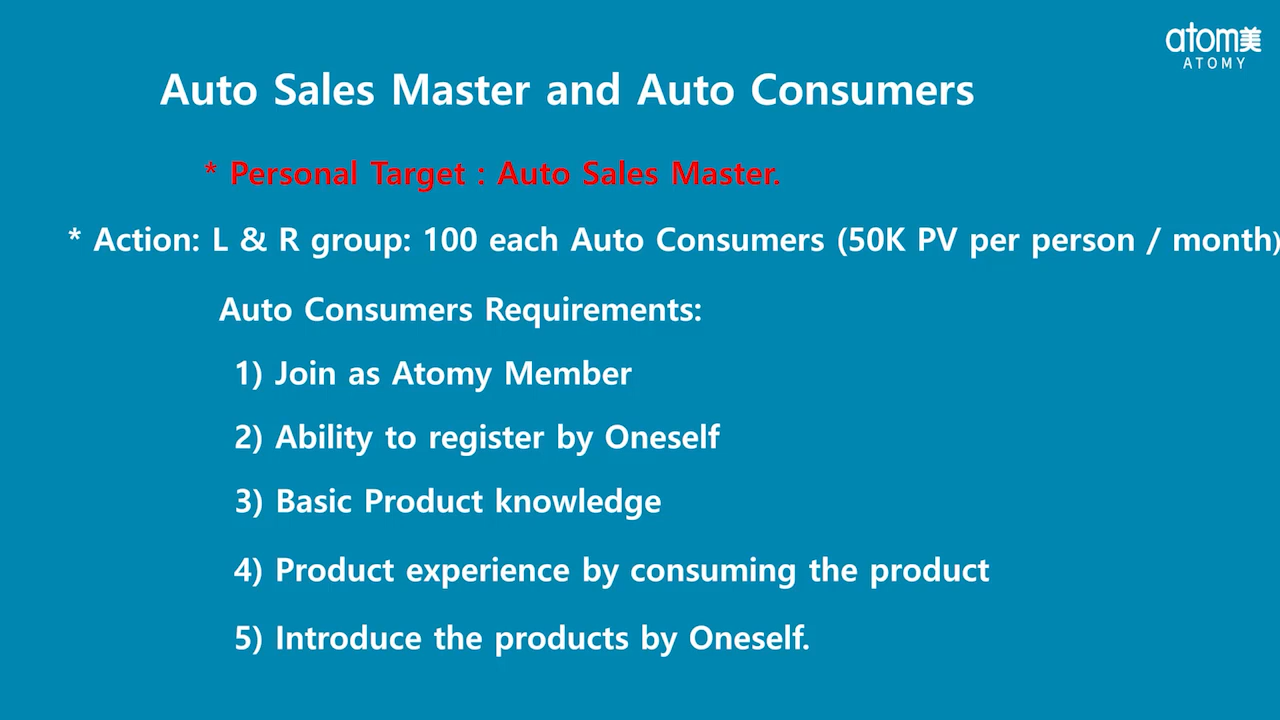 atom美
ATOMY
Auto Sales Master and Auto Consumers
* Personal Target : Auto Sales Master.
* Action: L & R group: 100 each Auto Consumers (50K PV per person / month)
Auto Consumers Requirements:
1) Join as Atomy Member
2) Ability to register by Oneself
3) Basic Product knowledge
4) Product experience by consuming the product
5) Introduce the products by Oneself.